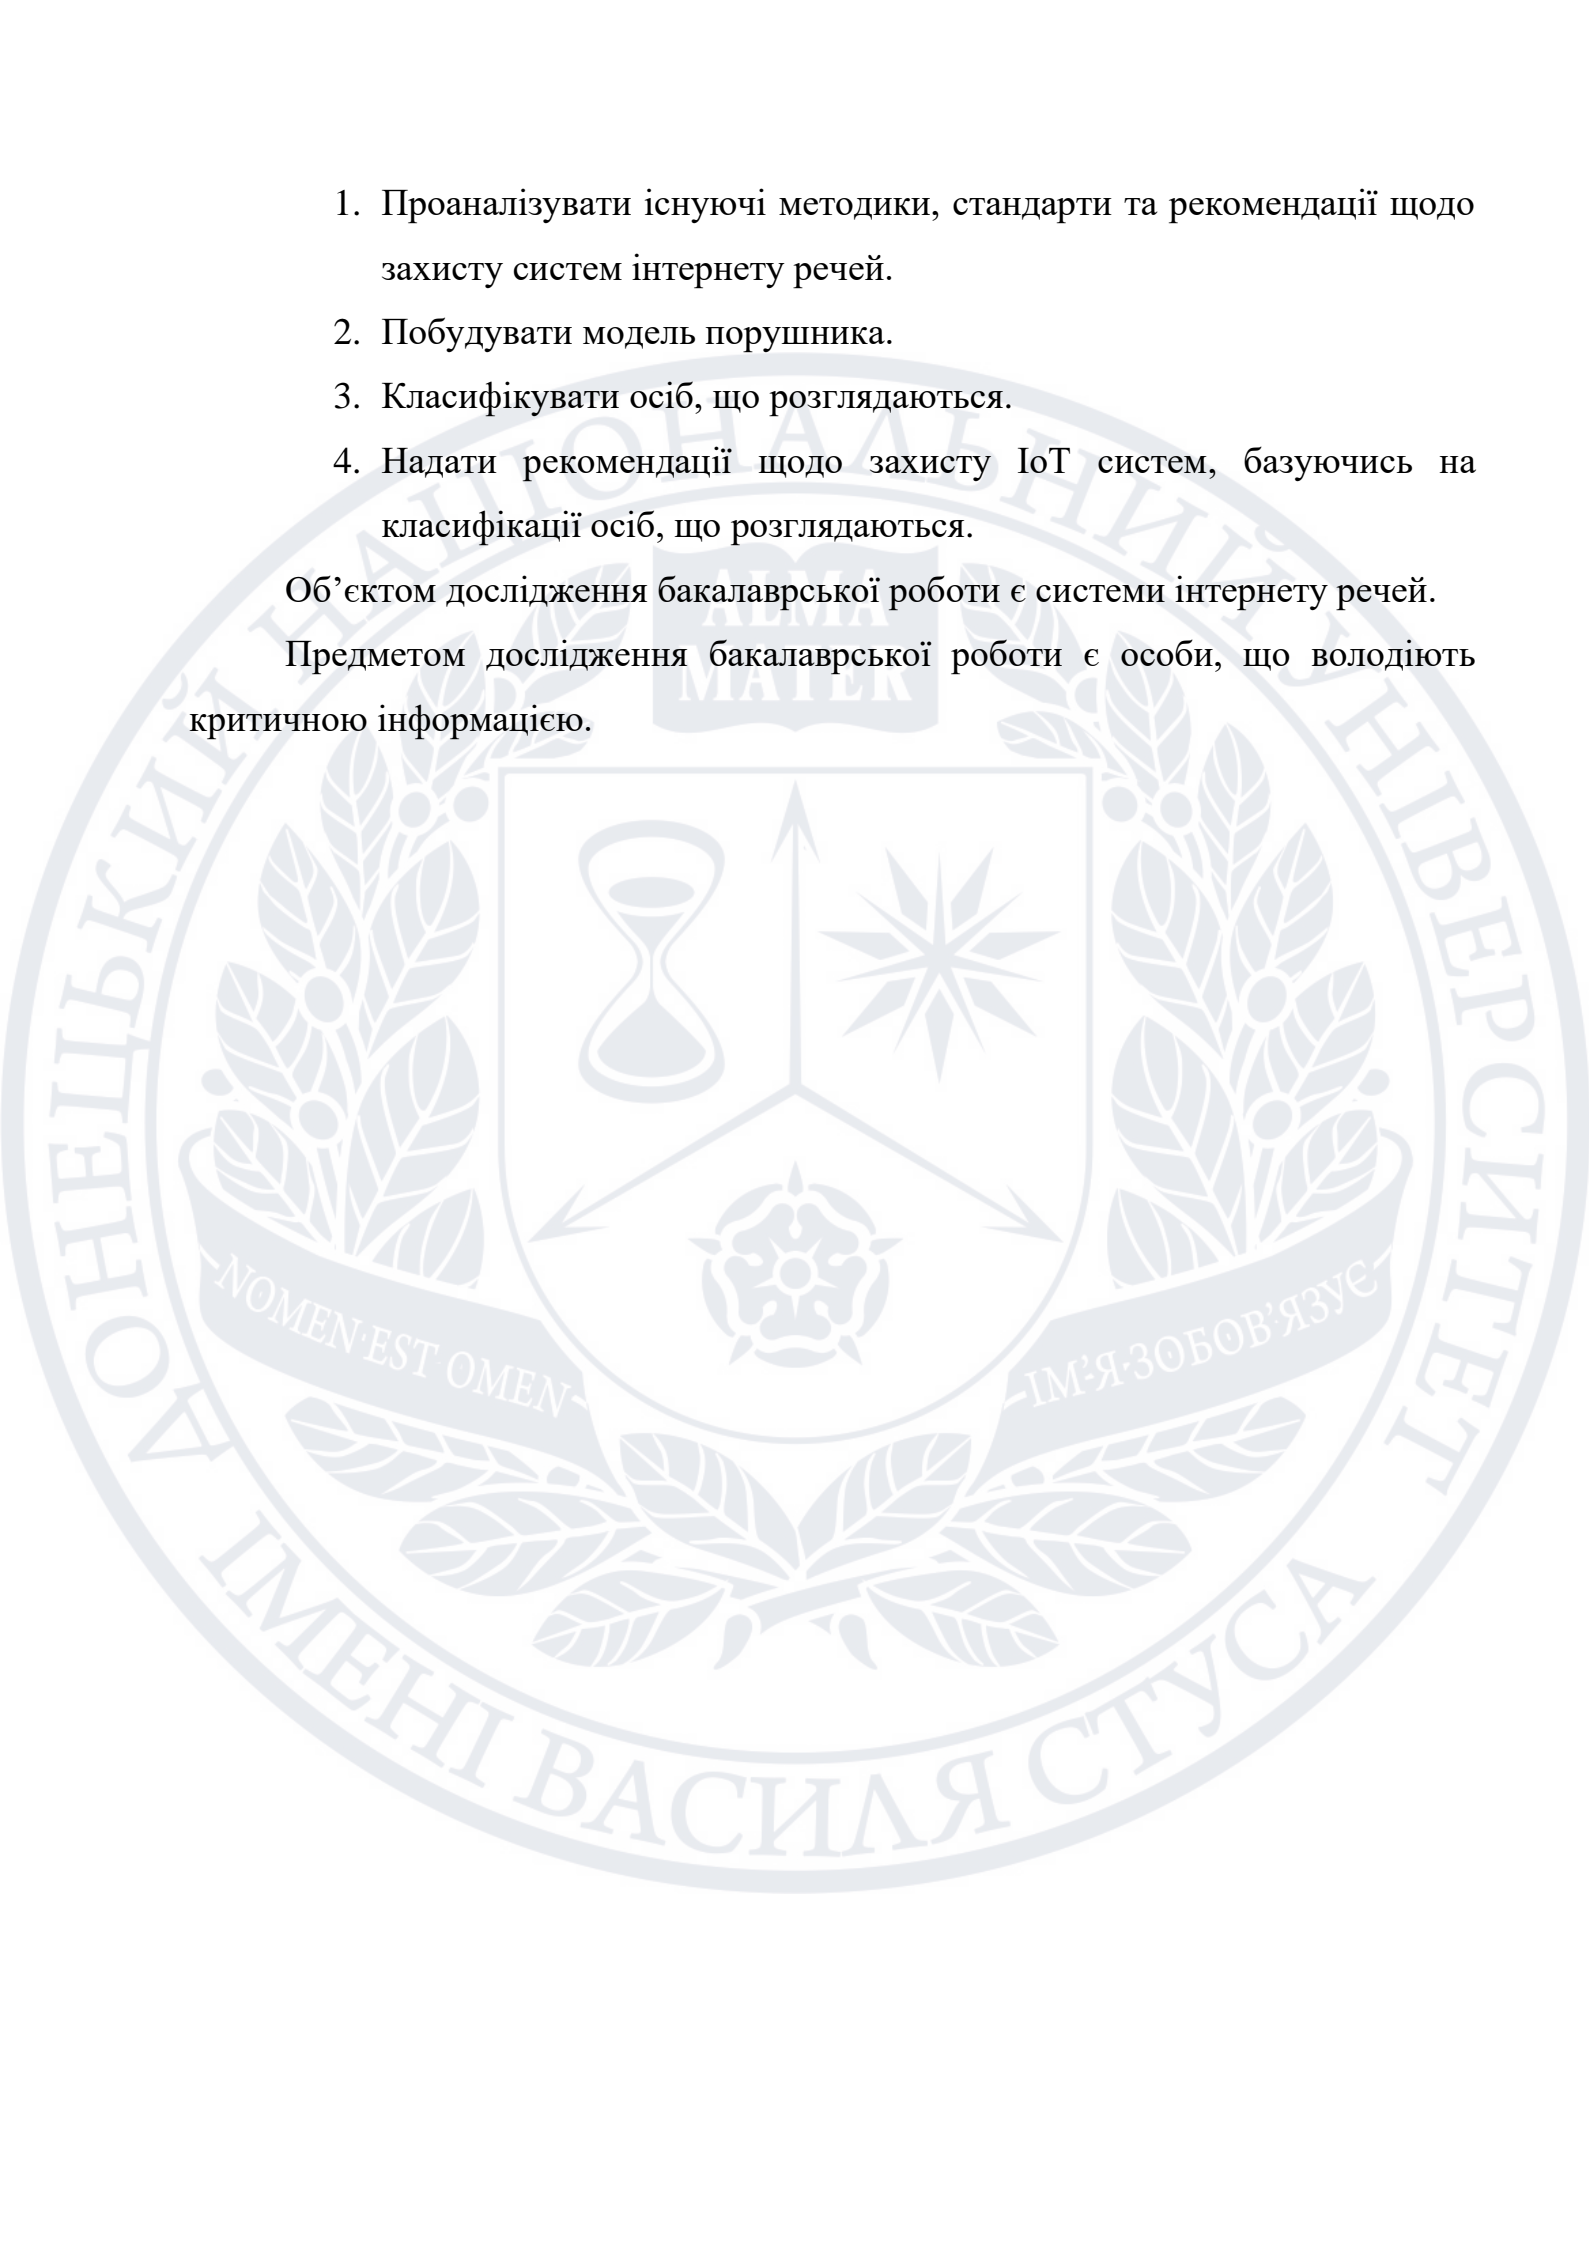 1. Проаналізувати існуючі методики, стандарти та рекомендації щодо
захисту систем інтернету речей.
2. Побудувати модель порушника.
3. Класифікувати осіб, що розглядаються.
4. Надати рекомендації щодо захисту IoT систем, базуючись на
класифікації осіб, що розглядаються.
Об’єктом дослідження бакалаврської роботи є системи інтернету речей.
Предметом дослідження бакалаврської роботи є особи, що володіють
критичною інформацією.
ДОНЕЦЬКИЙ НАЦІОНАЛЬНИЙ УНІВЕРСИТЕТ
ІМЕНІ ВАСИЛЯ СТУСА
ALMA
MATER
NOMEN·EST·OMEN
ІМ’Я·ЗОБОВ’ЯЗУЄ